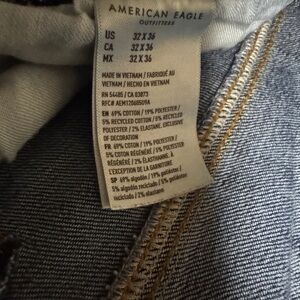 AMERICAN EAGLE
OUTFITTERS
US 32 X 36
CA 32 X 36
MX 32 X 36
MADE IN VIETNAM / FABRIQUÉ AU
VIETNAM / HECHO EN VIETNAM
RN 54485 / CA 03073
EN 69% COTTON / 19% POLYESTER /
5% RECYCLED COTTON / 5% RECYCLED
POLYESTER / 2% ELASTANE, EXCLUSIVE
OF DECORATION
FR 69% COTON / 19% POLYESTER /
5% COTON RÉGÉNÉRÉ / 5% POLYESTER
RÉGÉNÉRÉ / 2% ÉLASTHANNE, À
L'EXCEPTION DE LA GARNITURE
SP 69% algodón / 19% poliéster /
5% algodón reciclado / 5% poliéster
reciclado / 2% elastano